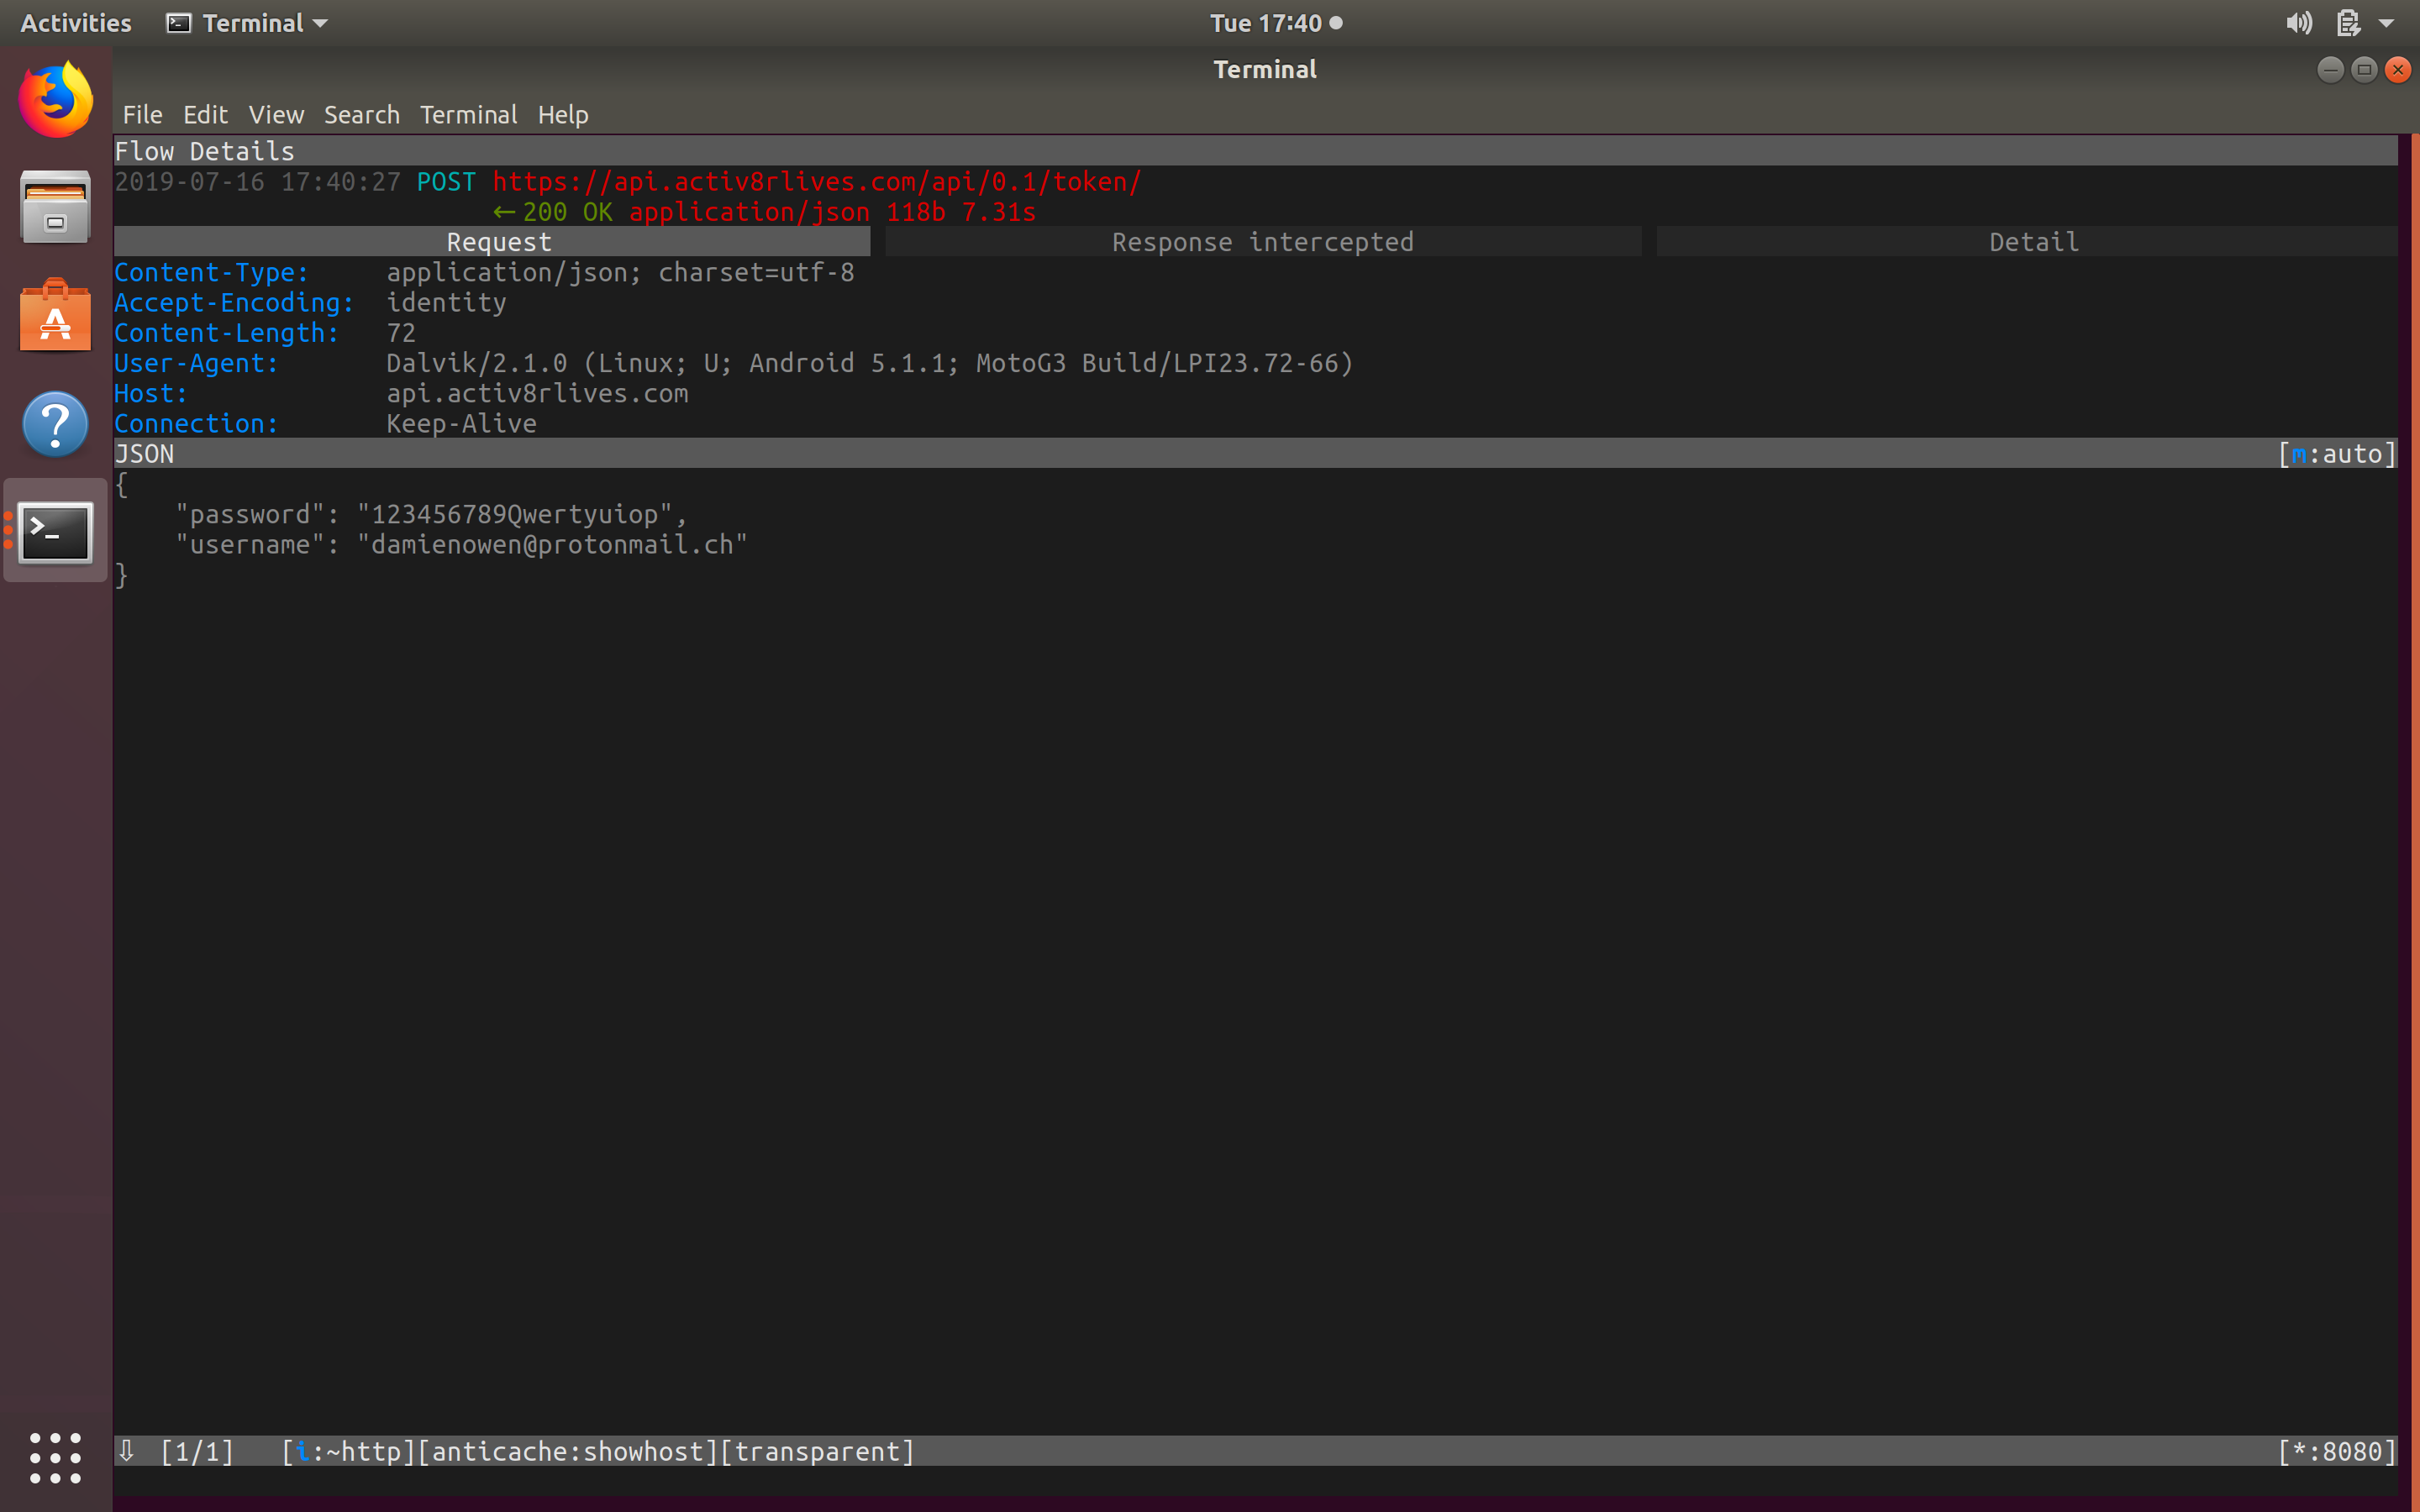 Activities Terminal Tue 17:40
Terminal
File Edit View Search Terminal Help
Flow Details
2019-07-16 17:40:27 POST https://api.activ8rlives.com/api/0.1/token/
← 200 OK application/json 118b 7.31s
Request Response intercepted Detail
Content-Type: application/json; charset=utf-8
Accept-Encoding: identity
Content-Length: 72
User-Agent: Dalvik/2.1.0 (Linux; U; Android 5.1.1; MotoG3 Build/LPI23.72-66)
Host: api.activ8rlives.com
Connection: Keep-Alive
JSON [m:auto]
{
"password": "123456789Qwertyuiop",
"username": "damienowen@protonmail.ch"
}
⇩ [1/1] [i:~http][anticache:showhost][transparent] [*:8080]